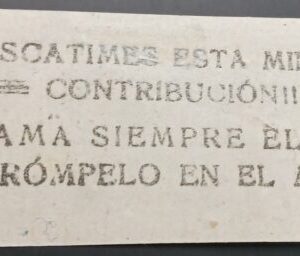 SCATIMES ESTA MI
CONTRIBUCIÓN!!
AMA SIEMPRE EL
RÓMPELO EN EL A